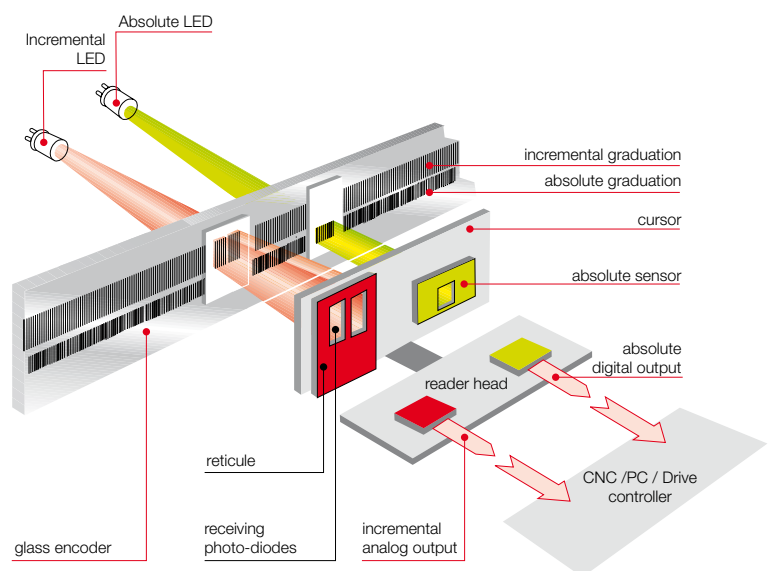 Absolute LED
Incremental
LED
incremental graduation
absolute graduation
cursor
absolute sensor
absolute
digital output
reader head
reticule
CNC /PC / Drive
controller
glass encoder
receiving
photo-diodes
incremental
analog output